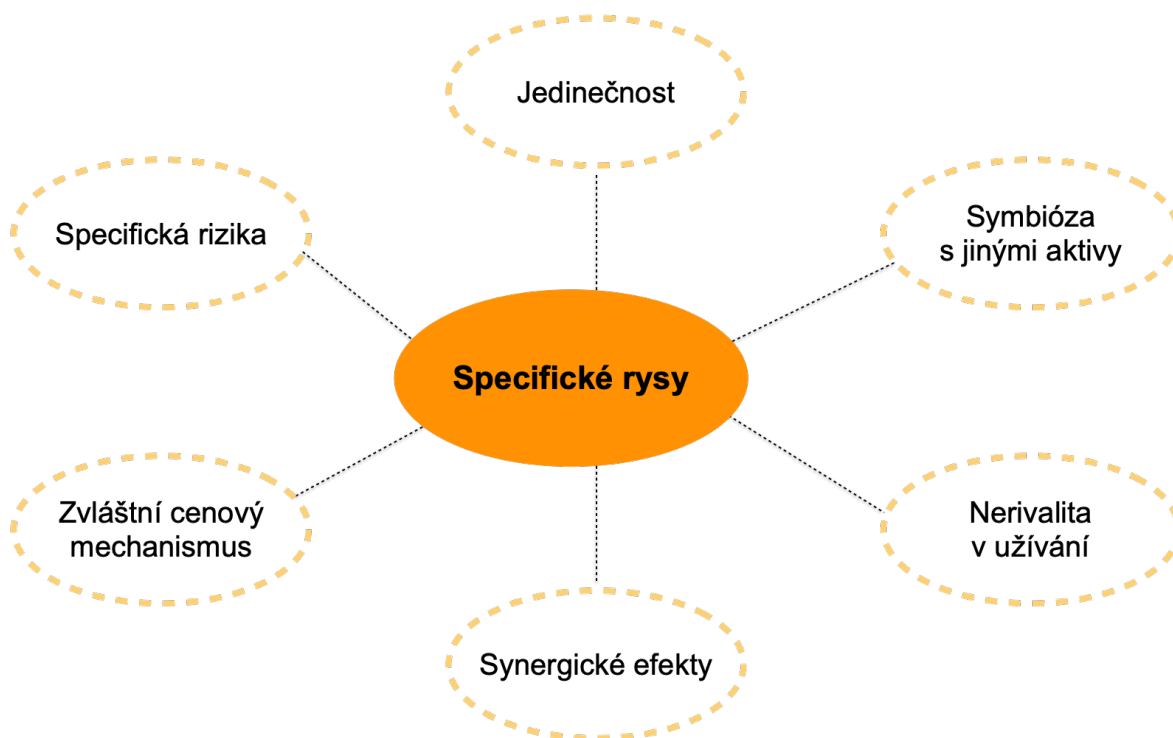 Jedinečnost
Specifická rizika
Symbióza
s jinými aktivy
Specifické rysy
Zvláštní cenový
mechanismus
Nerivalita
v užívání
Synergické efekty